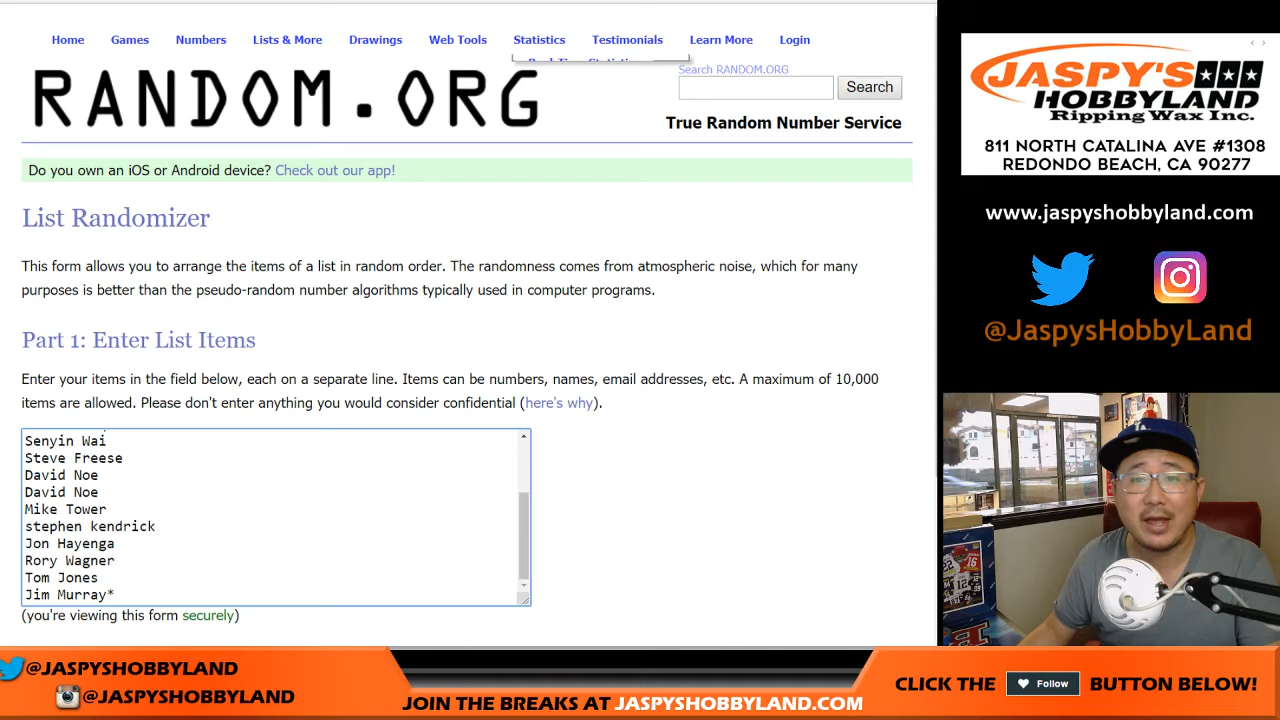 Home Games Numbers Lists & More Drawings Web Tools Statistics Testimonials Learn More Login
Search RANDOM.ORG
RANDOM.ORG
Search
True Random Number Service
Do you own an iOS or Android device? Check out our app!
List Randomizer
This form allows you to arrange the items of a list in random order. The randomness comes from atmospheric noise, which for many
purposes is better than the pseudo-random number algorithms typically used in computer programs.
Part 1: Enter List Items
Enter your items in the field below, each on a separate line. Items can be numbers, names, email addresses, etc. A maximum of 10,000
items are allowed. Please don't enter anything you would consider confidential (here's why).
Senyin Wai
Steve Freese
David Noe
David Noe
Mike Tower
stephen kendrick
Jon Hayenga
Rory Wagner
Tom Jones
Jim Murray*
(you're viewing this form securely)
JASPY'S
HOBBYLAND
Ripping Wax Inc.
811 NORTH CATALINA AVE #1308
REDONDO BEACH, CA 90277
www.jaspyshobbyland.com
@JaspysHobbyLand
@JASPYSHOBBYLAND
@JASPYSHOBBYLAND
JOIN THE BREAKS AT JASPYSHOBBYLAND.COM
CLICK THE Follow BUTTON BELOW!